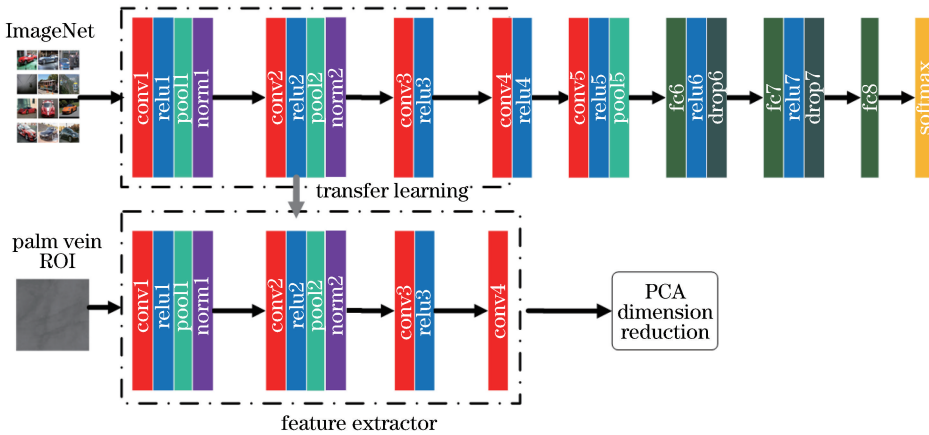 ImageNet
conv1
relu1
pool1
norm1
conv2
relu2
pool2
norm2
conv3
relu3
conv4
relu4
conv5
relu5
pool5
fc6
relu6
drop6
fc7
relu7
drop7
fc8
softmax
transfer learning
palm vein
ROI
conv1
relu1
pool1
norm1
conv2
relu2
pool2
norm2
conv3
relu3
conv4
PCA
dimension
reduction
feature extractor